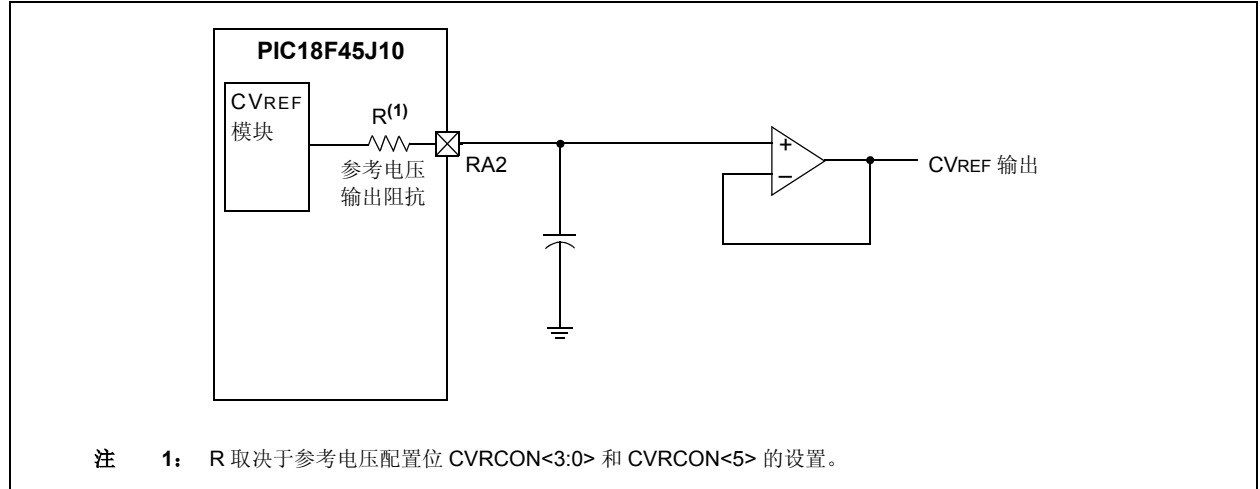 PIC18F45J10
CVREF
模块
R(1)
参考电压
输出阻抗
RA2
+
–
CVREF 输出
注 1: R 取决于参考电压配置位 CVRCON<3:0> 和 CVRCON<5> 的设置。